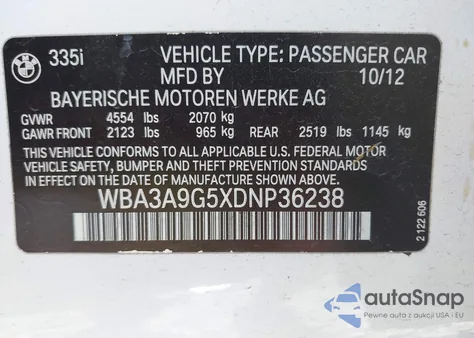 335i
VEHICLE TYPE: PASSENGER CAR
MFD BY 10/12
BAYERISCHE MOTOREN WERKE AG
GVWR 4554 lbs 2070 kg
GAWR FRONT 2123 lbs 965 kg REAR 2519 lbs 1145 kg
THIS VEHICLE CONFORMS TO ALL APPLICABLE U.S. FEDERAL MOTOR
VEHICLE SAFETY, BUMPER AND THEFT PREVENTION STANDARDS
IN EFFECT ON THE DATE OF MANUFACTURE SHOWN ABOVE.
WBA3A9G5XDNP36238
2 122 606
autoSnap
Pewne auta z USA i EU